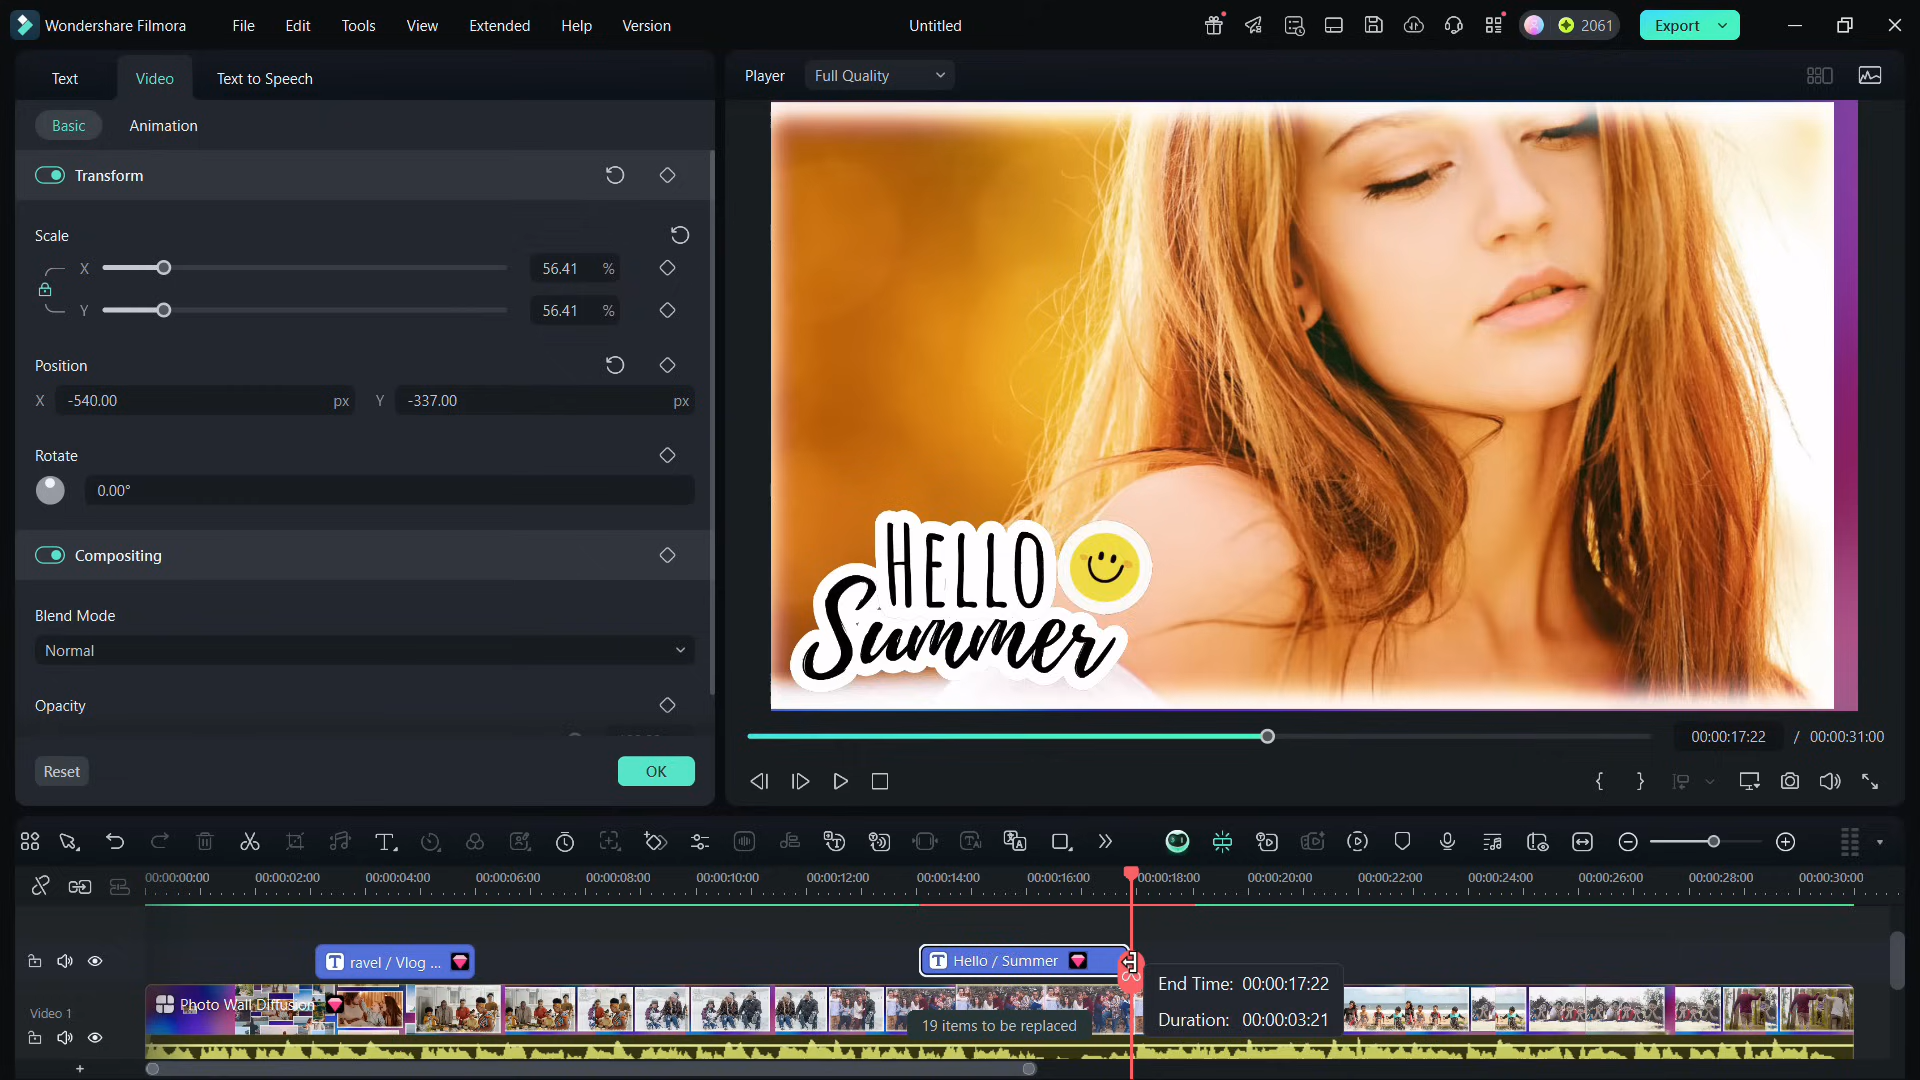 Wondershare Filmora File Edit Tools View Extended Help Version Untitled 2061 Export
Text Video Text to Speech
Player Full Quality
Basic Animation
Transform
Scale
X 56.41 %
Y 56.41 %
Position
X -540.00 px Y -337.00 px
Rotate
0.00°
Compositing
Blend Mode
Normal
Opacity
Reset OK
HELLO
Summer
00:00:17:22 / 00:00:31:00
00:00:00:00 00:00:02:00 00:00:04:00 00:00:06:00 00:00:08:00 00:00:10:00 00:00:12:00 00:00:14:00 00:00:16:00 00:00:18:00 00:00:20:00 00:00:22:00 00:00:24:00 00:00:26:00 00:00:28:00 00:00:30:00
T ravel / Vlog ... T Hello / Summer
End Time: 00:00:17:22
Duration: 00:00:03:21
Photo Wall Diffusion
Video 1
19 items to be replaced